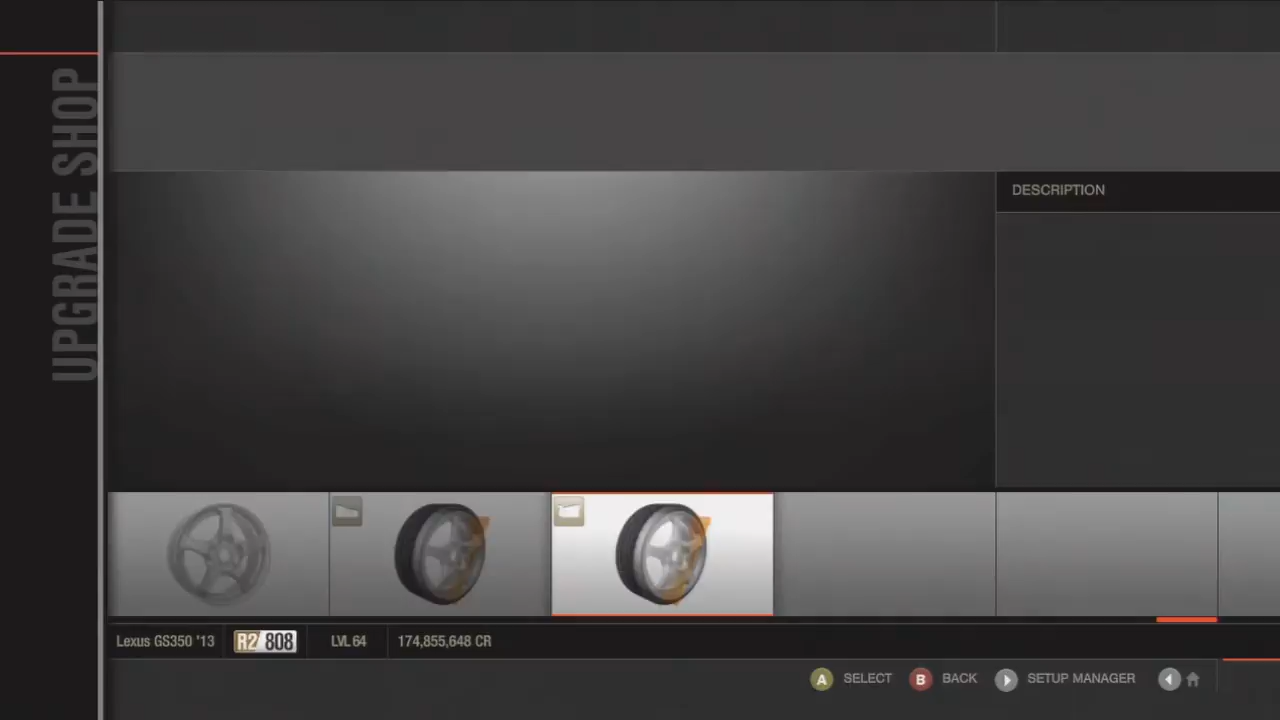 UPGRADE SHOP
DESCRIPTION
Lexus GS350 '13
R2 808
LVL 64
174,855,648 CR
A SELECT
B BACK
SETUP MANAGER